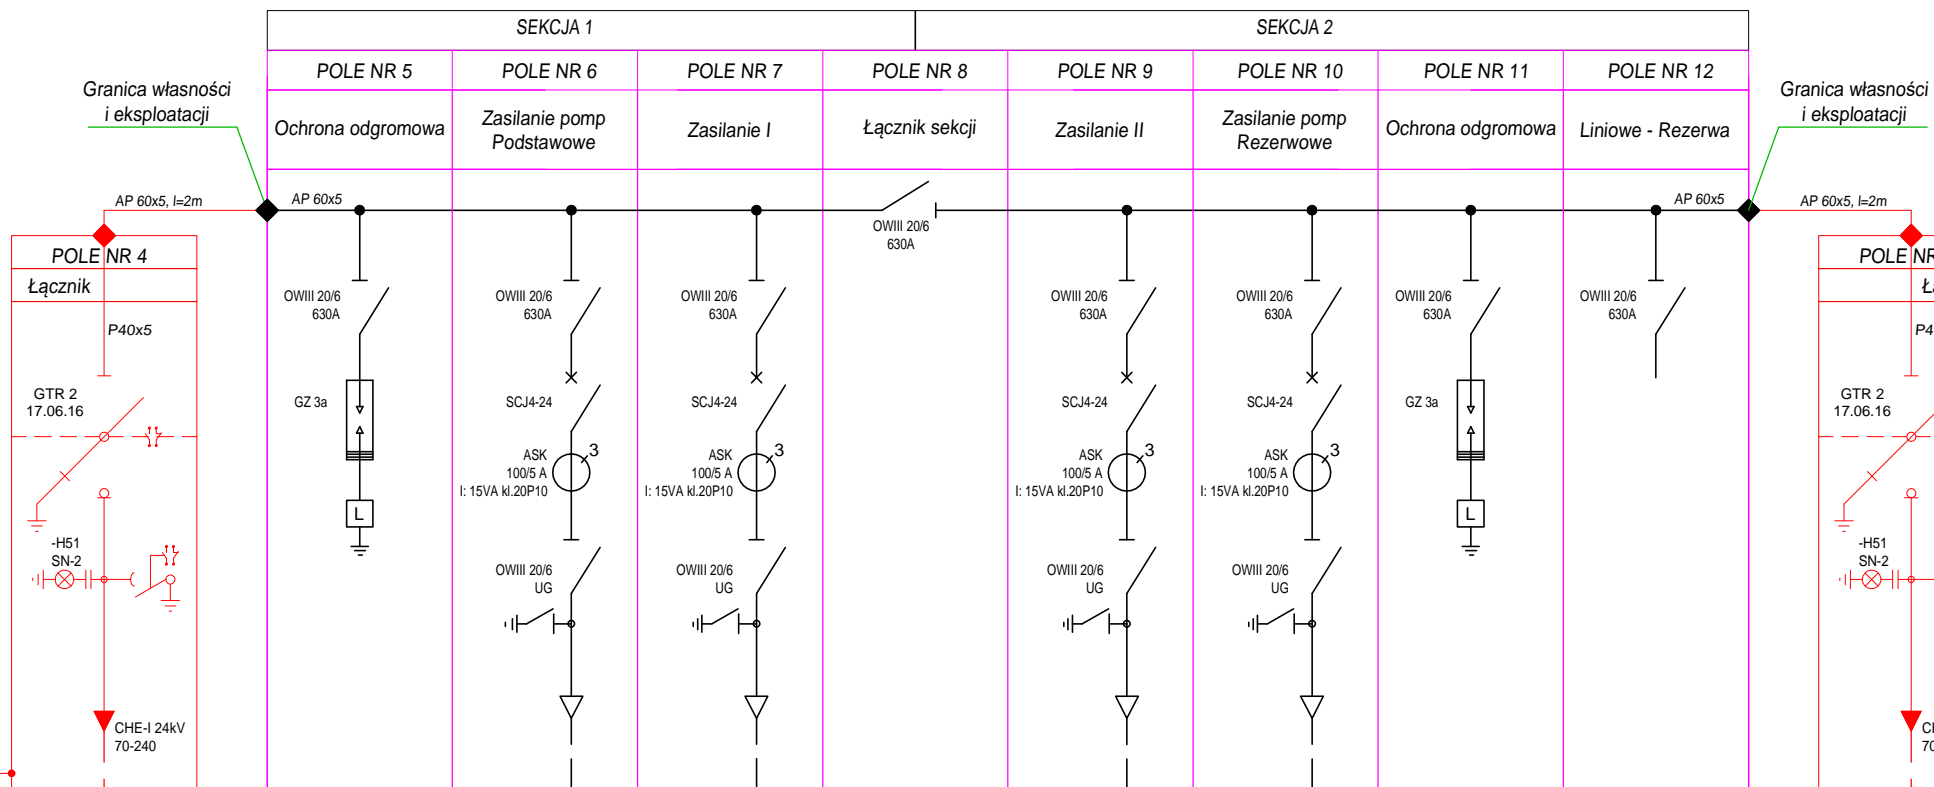 SEKCJA 1
SEKCJA 2
POLE NR 5
POLE NR 6
POLE NR 7
POLE NR 8
POLE NR 9
POLE NR 10
POLE NR 11
POLE NR 12
Granica własności
i eksploatacji
Granica własności
i eksploatacji
Ochrona odgromowa
Zasilanie pomp
Podstawowe
Zasilanie I
Łącznik sekcji
Zasilanie II
Zasilanie pomp
Rezerwowe
Ochrona odgromowa
Liniowe - Rezerwa
AP 60x5, l=2m
AP 60x5
OWIII 20/6
630A
AP 60x5
AP 60x5, l=2m
POLE NR 4
Łącznik
P40x5
GTR 2
17.06.16
-H51
SN-2
CHE-I 24kV
70-240
OWIII 20/6
630A
GZ 3a
L
OWIII 20/6
630A
SCJ4-24
ASK
100/5 A
I: 15VA kl.20P10
3
OWIII 20/6
UG
OWIII 20/6
630A
SCJ4-24
ASK
100/5 A
I: 15VA kl.20P10
3
OWIII 20/6
UG
OWIII 20/6
630A
SCJ4-24
ASK
100/5 A
I: 15VA kl.20P10
3
OWIII 20/6
UG
OWIII 20/6
630A
SCJ4-24
ASK
100/5 A
I: 15VA kl.20P10
3
OWIII 20/6
UG
OWIII 20/6
630A
GZ 3a
L
OWIII 20/6
630A
POLE NR
GTR 2
17.06.16
-H51
SN-2